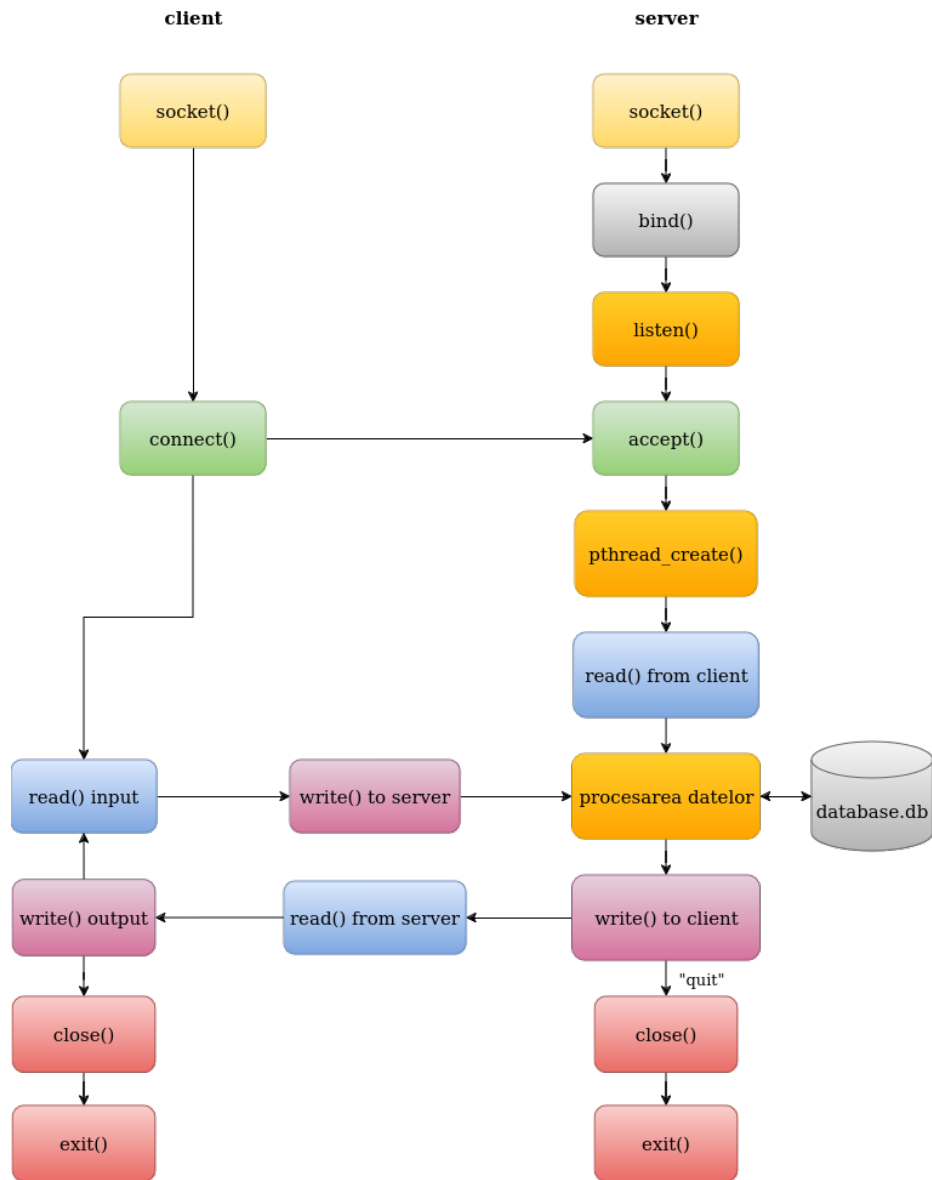 client
server
socket()
socket()
bind()
listen()
connect()
accept()
pthread_create()
read() from client
read() input
write() to server
procesarea datelor
database.db
write() output
read() from server
write() to client
"quit"
close()
close()
exit()
exit()